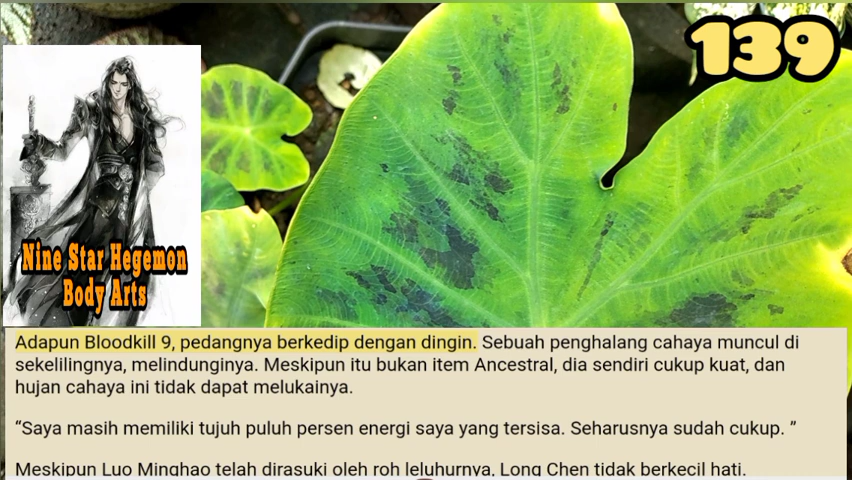 139
Nine Star Hegemon
Body Arts
Adapun Bloodkill 9, pedangnya berkedip dengan dingin. Sebuah penghalang cahaya muncul di
sekelilingnya, melindunginya. Meskipun itu bukan item Ancestral, dia sendiri cukup kuat, dan
hujan cahaya ini tidak dapat melukainya.
“Saya masih memiliki tujuh puluh persen energi saya yang tersisa. Seharusnya sudah cukup. ”
Meskipun Luo Minghao telah dirasuki oleh roh leluhurnya, Long Chen tidak berkecil hati.